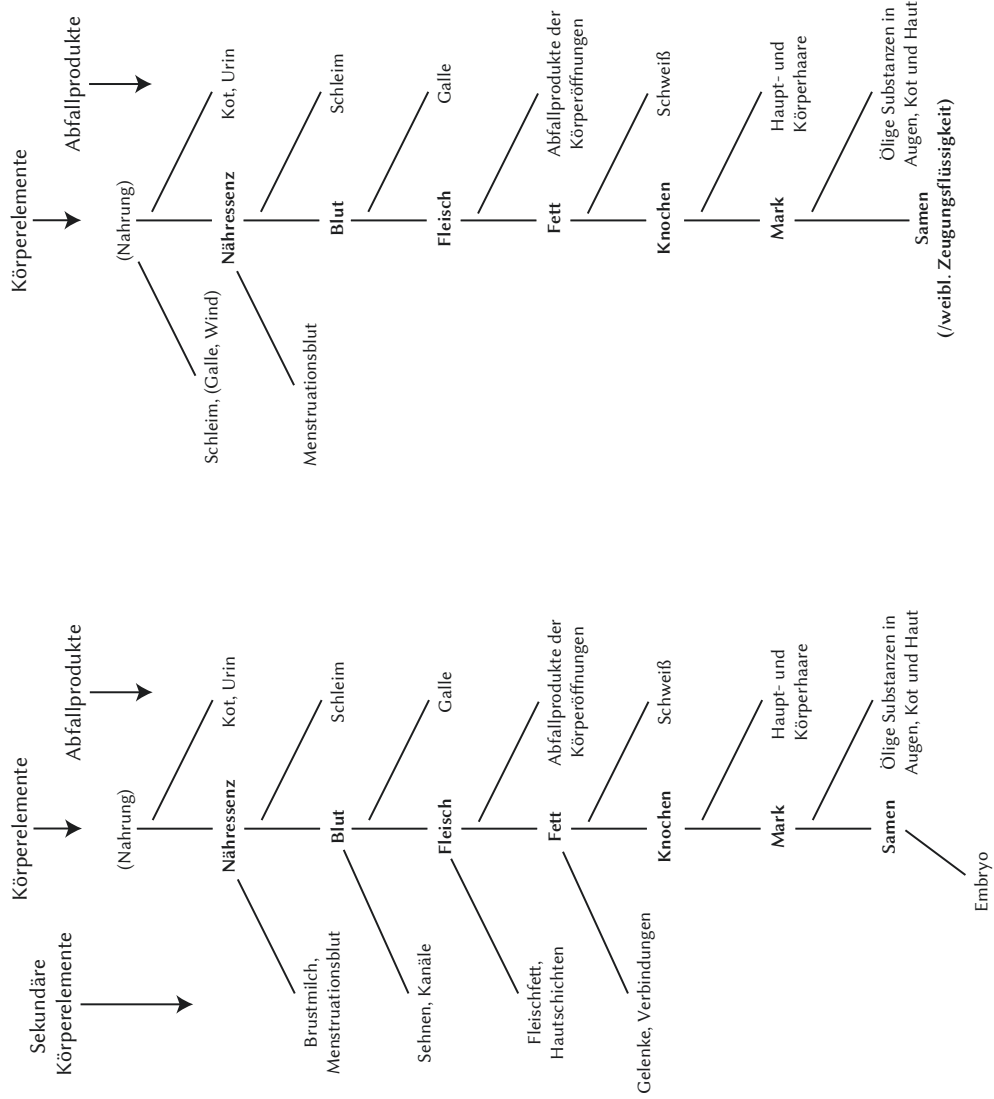 Körperelemente
Sekundäre
Körperelemente
Abfallprodukte
(Nahrung)
Kot, Urin
Nähressenz
Brustmilch,
Menstruationsblut
Schleim
Blut
Sehnen, Kanäle
Galle
Fleisch
Fleischfett,
Hautschichten
Abfallprodukte der
Körperöffnungen
Fett
Gelenke, Verbindungen
Schweiß
Knochen
Haupt- und
Körperhaare
Mark
Ölige Substanzen in
Augen, Kot und Haut
Samen
Embryo
Körperelemente
Abfallprodukte
(Nahrung)
Schleim, (Galle, Wind)
Kot, Urin
Nähressenz
Menstruationsblut
Schleim
Blut
Galle
Fleisch
Abfallprodukte der
Körperöffnungen
Fett
Schweiß
Knochen
Haupt- und
Körperhaare
Mark
Ölige Substanzen in
Augen, Kot und Haut
Samen
(/weibl. Zeugungsflüssigkeit)